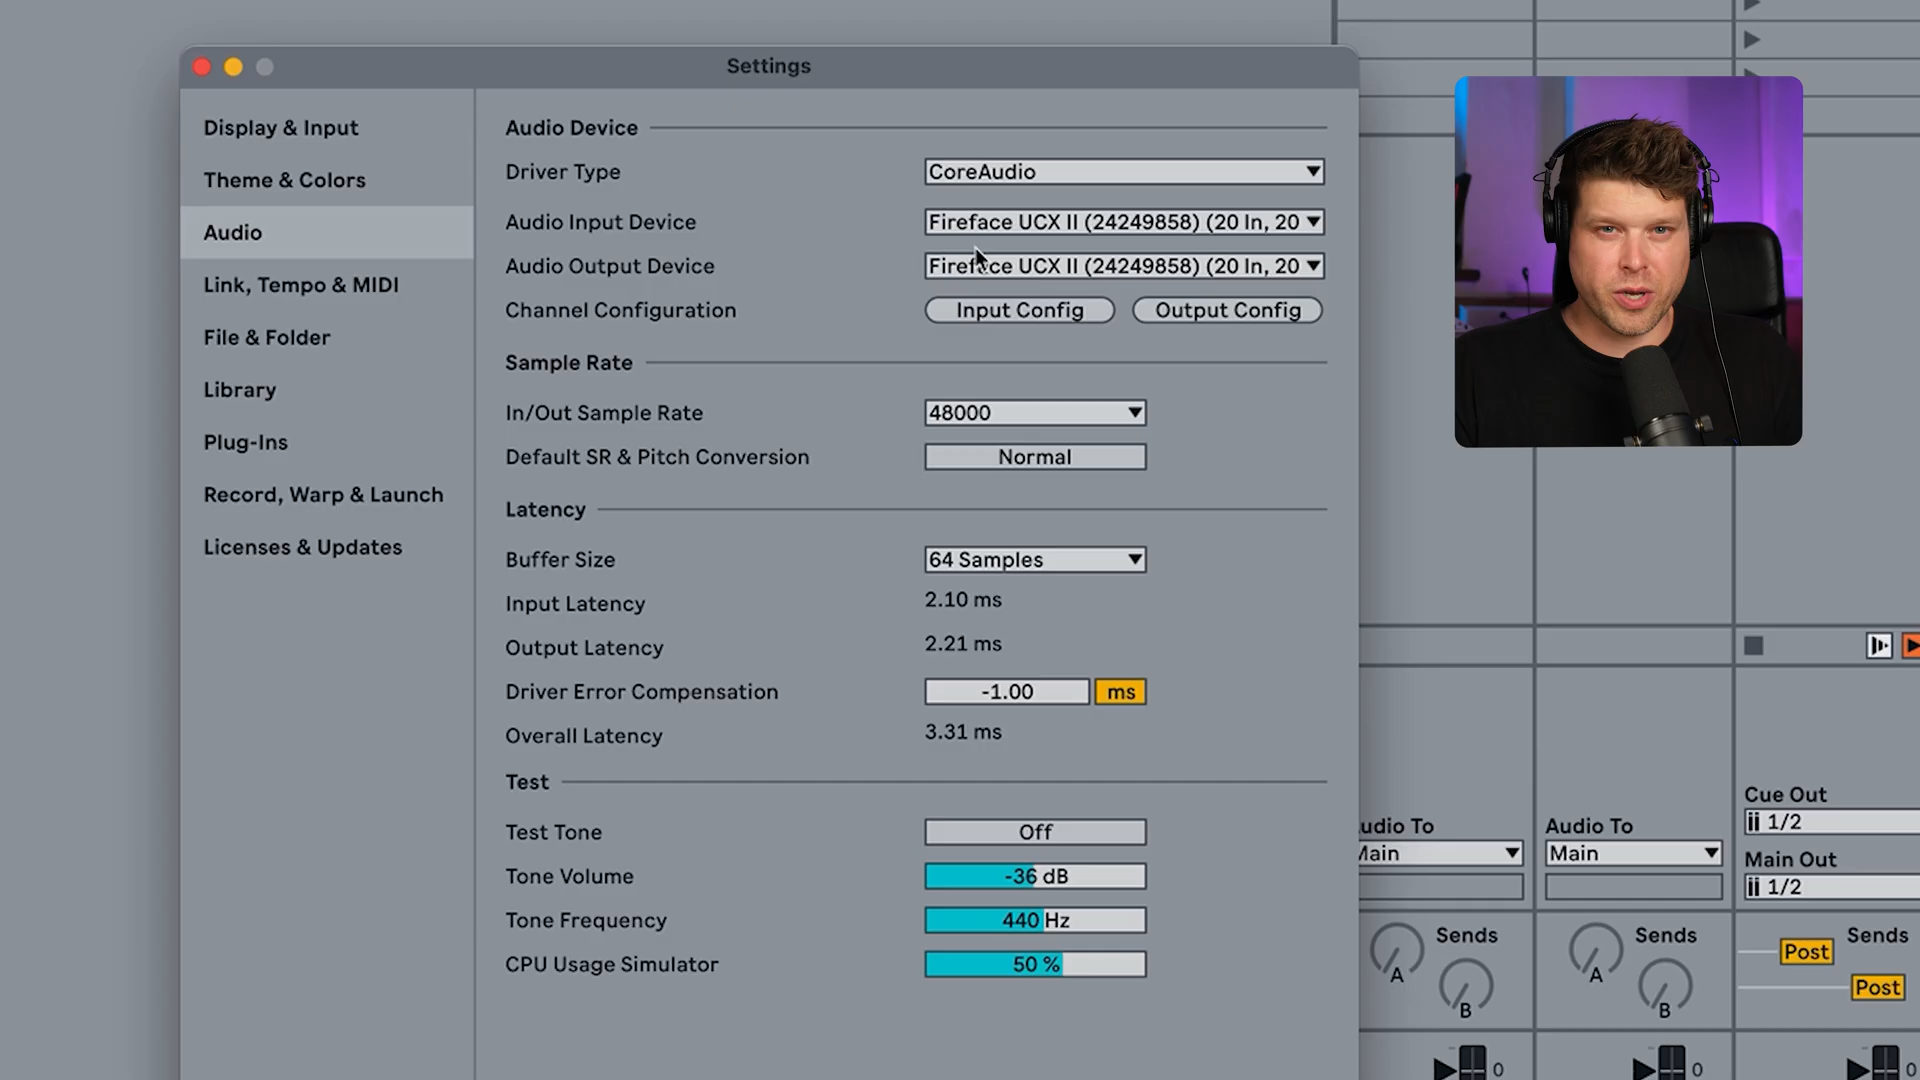 Settings
Display & Input
Theme & Colors
Audio
Link, Tempo & MIDI
File & Folder
Library
Plug-Ins
Record, Warp & Launch
Licenses & Updates
Audio Device
Driver Type CoreAudio
Audio Input Device Fireface UCX II (24249858) (20 In, 20
Audio Output Device Fireface UCX II (24249858) (20 In, 20
Channel Configuration Input Config Output Config
Sample Rate
In/Out Sample Rate 48000
Default SR & Pitch Conversion Normal
Latency
Buffer Size 64 Samples
Input Latency 2.10 ms
Output Latency 2.21 ms
Driver Error Compensation -1.00 ms
Overall Latency 3.31 ms
Test
Test Tone Off
Tone Volume -36 dB
Tone Frequency 440 Hz
CPU Usage Simulator 50 %
udio To
Main
Sends
A
B
0
Audio To
Main
Sends
A
B
0
Cue Out
1/2
Main Out
1/2
Sends
Post
Post
0